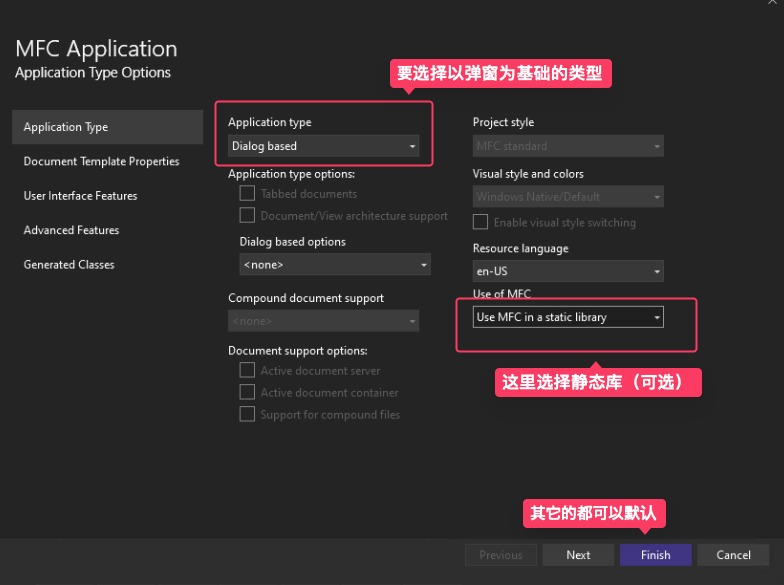 MFC Application
Application Type Options
要选择以弹窗为基础的类型
Application Type
Document Template Properties
User Interface Features
Advanced Features
Generated Classes
Application type
Dialog based
Application type options:
Tabbed documents
Document/View architecture support
Dialog based options
<none>
Compound document support
<none>
Document support options:
Active document server
Active document container
Support for compound files
Project style
MFC standard
Visual style and colors
Windows Native/Default
Enable visual style switching
Resource language
en-US
Use of MFC
Use MFC in a static library
这里选择静态库（可选）
其它的都可以默认
Previous
Next
Finish
Cancel